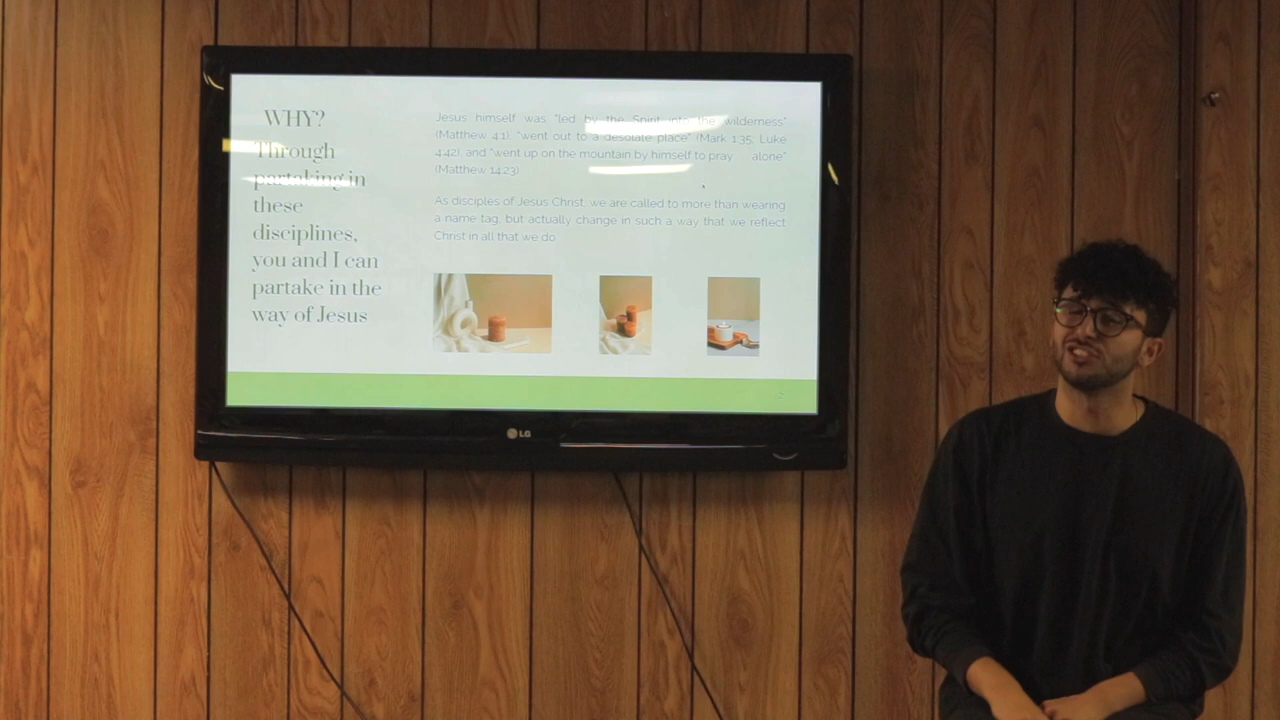 WHY?
Through
partaking in
these
disciplines,
you and I can
partake in the
way of Jesus
Jesus himself was "led by the Spirit into the wilderness"
(Matthew 4:1), "went out to a desolate place" (Mark 1:35; Luke
4:42), and "went up on the mountain by himself to pray alone"
(Matthew 14:23)
As disciples of Jesus Christ, we are called to more than wearing
a name tag, but actually change in such a way that we reflect
Christ in all that we do
2
LG